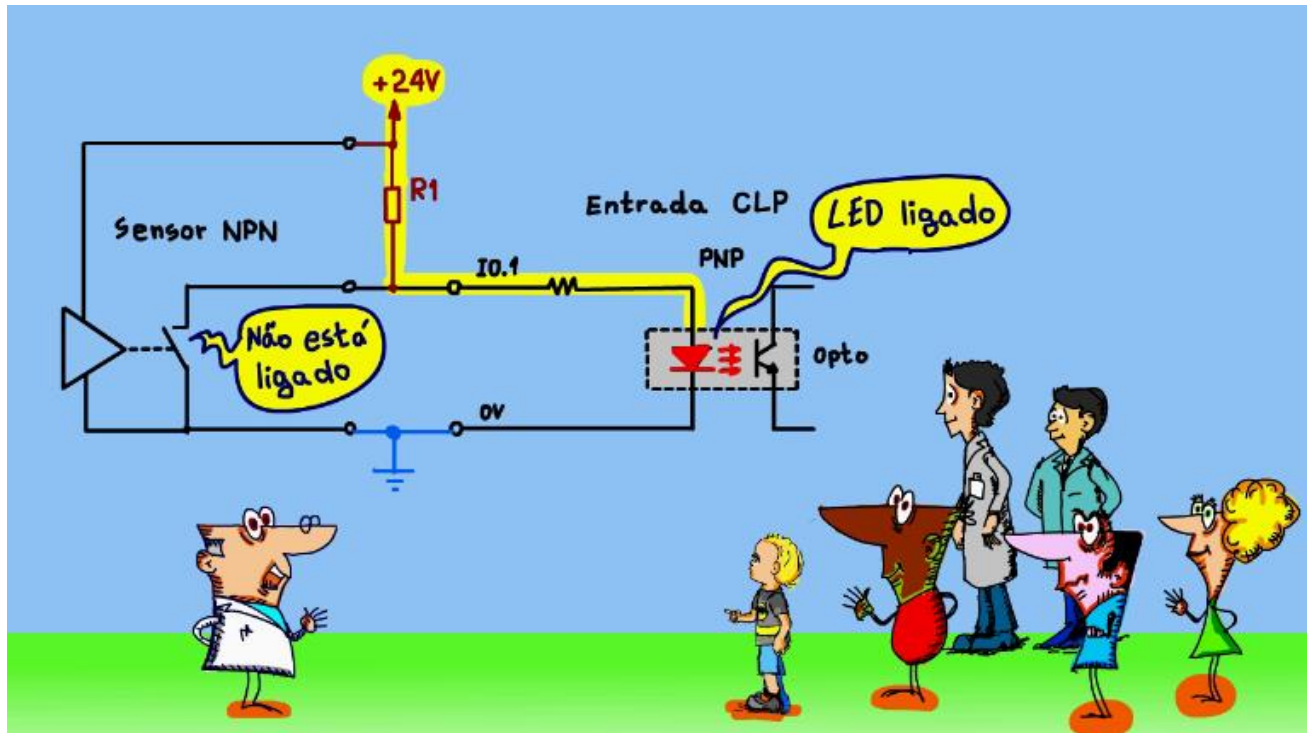 +24V
R1
Sensor NPN
Entrada CLP
LED ligado
PNP
I0.1
Não está
ligado
Opto
0V